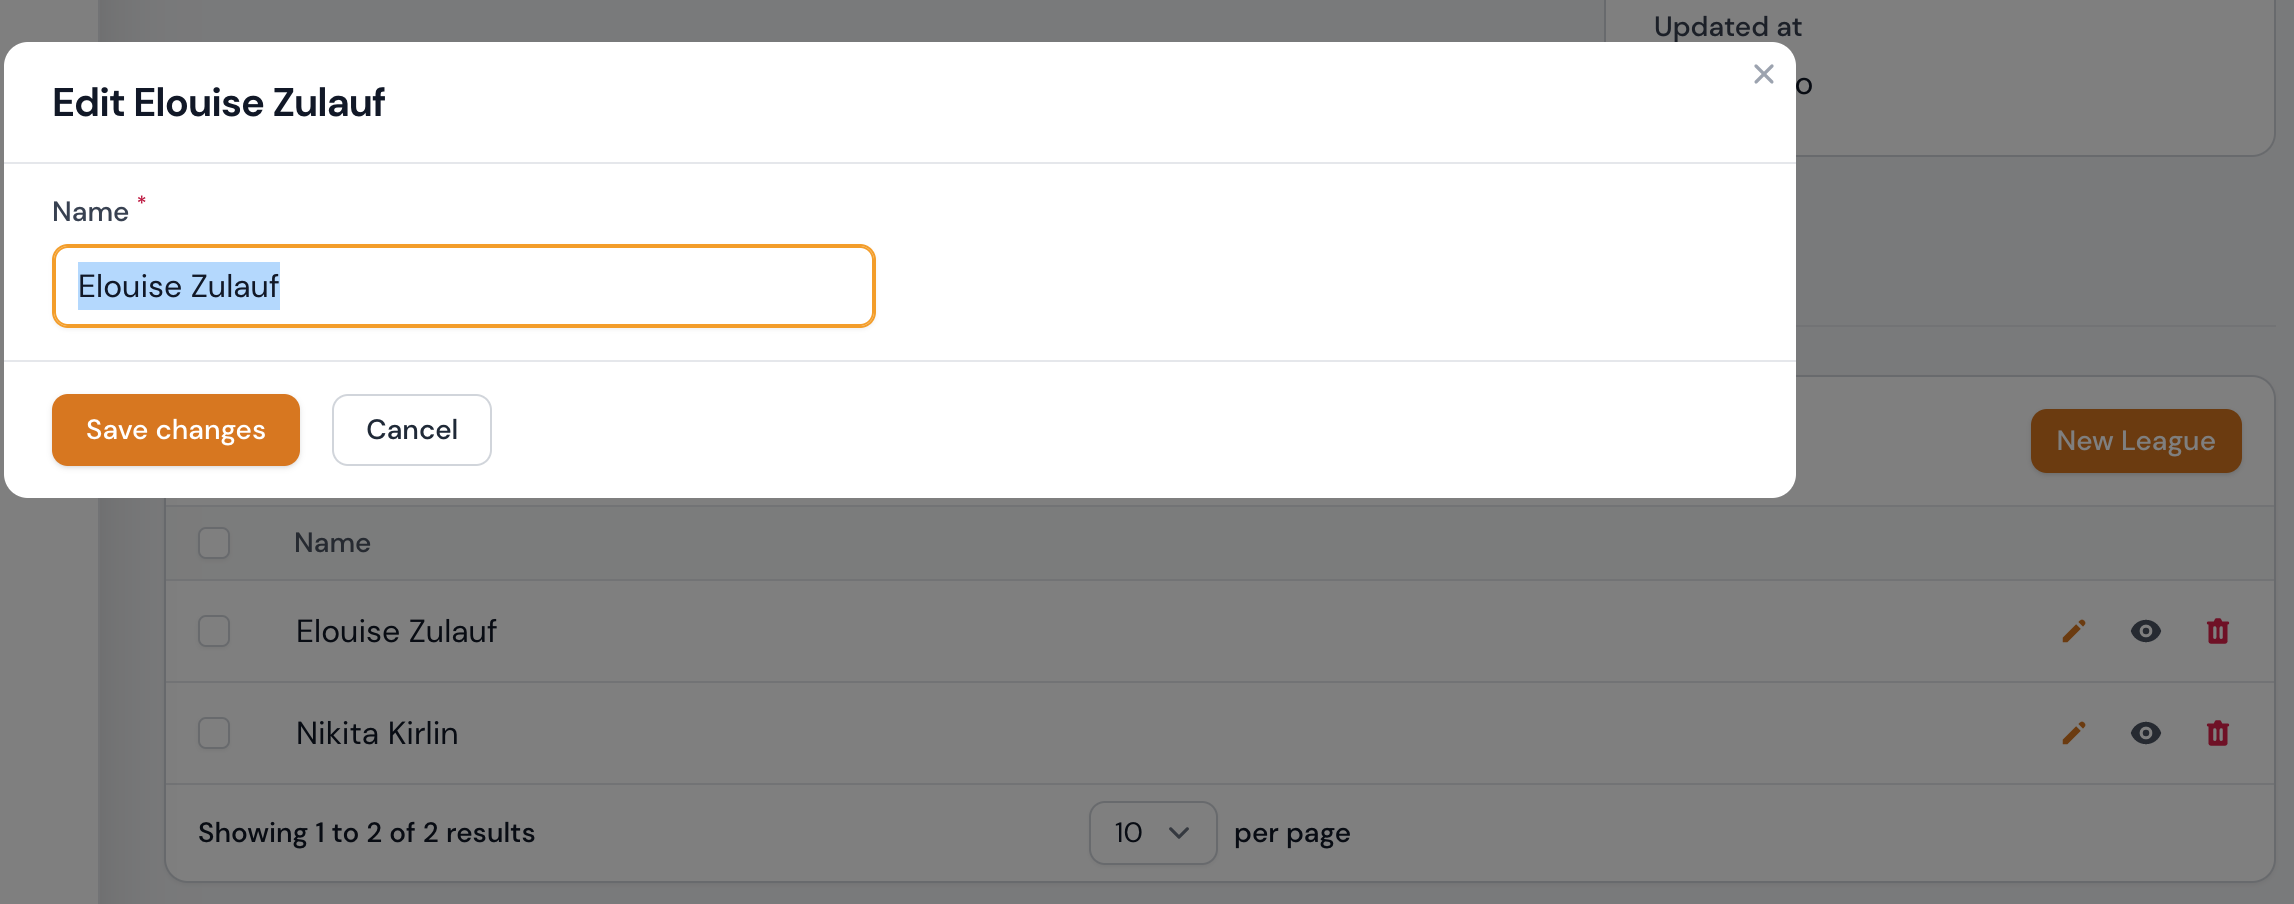 Updated at
o
Edit Elouise Zulauf
Name *
Elouise Zulauf
Save changes
Cancel
New League
Name
Elouise Zulauf
Nikita Kirlin
Showing 1 to 2 of 2 results
10
per page